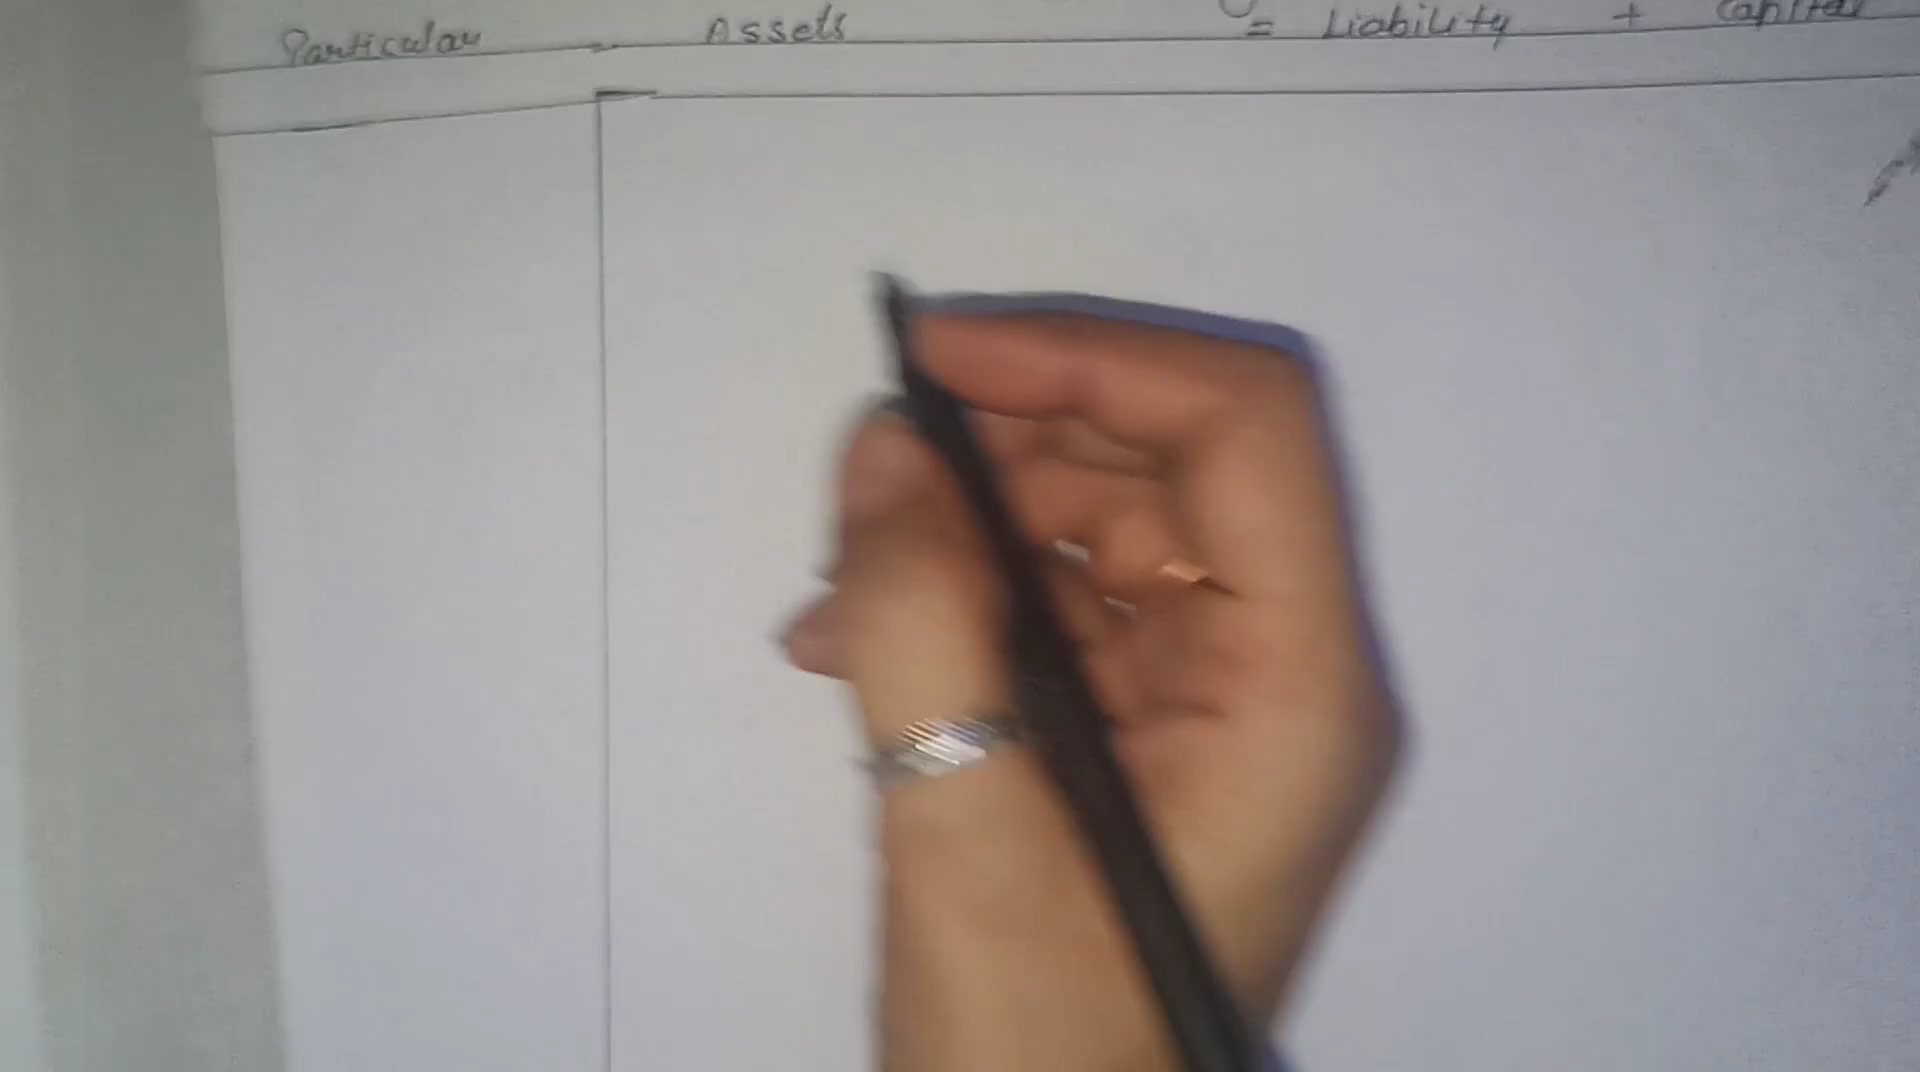 Particular Assets = Liability + Capital